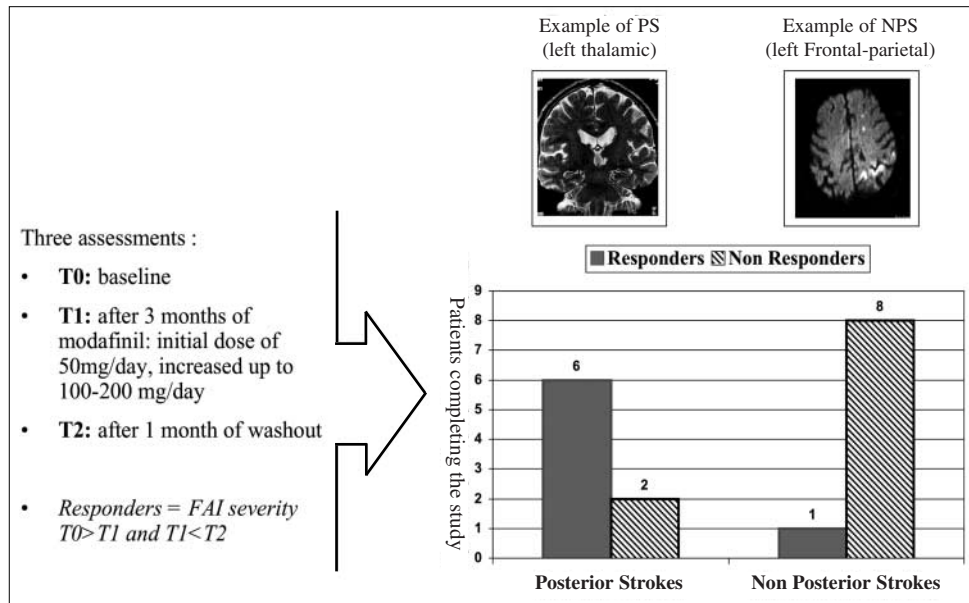 Example of PS
(left thalamic)
Example of NPS
(left Frontal-parietal)
Three assessments :
• T0: baseline
• T1: after 3 months of
modafinil: initial dose of
50mg/day, increased up to
100-200 mg/day
• T2: after 1 month of washout
• Responders = FAI severity
T0>T1 and T1<T2
Responders Non Responders
Patients completing the study
9
8
7
6
5
4
3
2
1
0
6
2
1
8
Posterior Strokes
Non Posterior Strokes